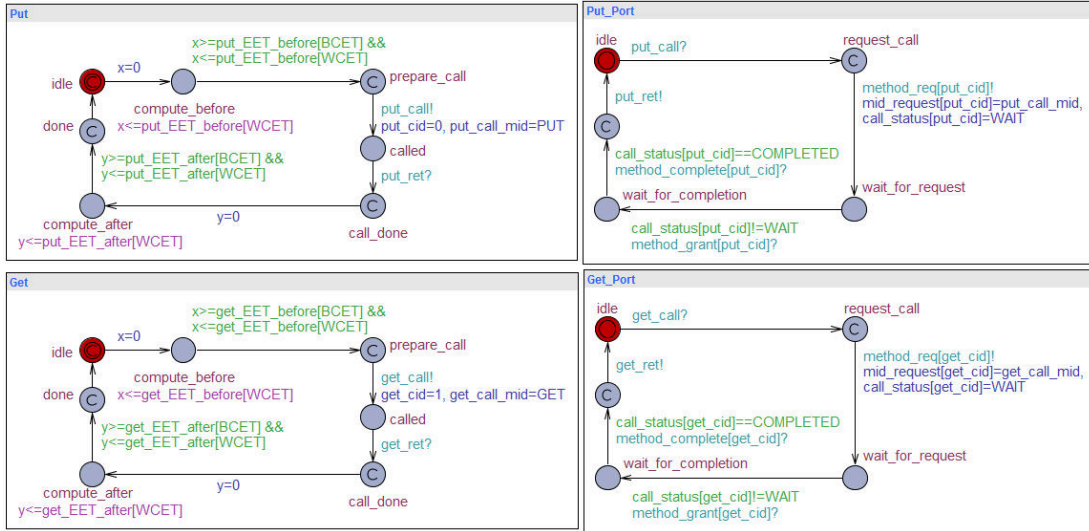 Put
x>=put_EET_before[BCET] &&
x<=put_EET_before[WCET]
x=0
idle
C
C
prepare_call
compute_before
x<=put_EET_before[WCET]
put_call!
put_cid=0, put_call_mid=PUT
done
C
called
y>=put_EET_after[BCET] &&
y<=put_EET_after[WCET]
put_ret?
y=0
C
compute_after
y<=put_EET_after[WCET]
call_done
Put_Port
idle
put_call?
request_call
C
put_ret!
method_req[put_cid]!
mid_request[put_cid]=put_call_mid,
call_status[put_cid]=WAIT
C
call_status[put_cid]==COMPLETED
method_complete[put_cid]?
wait_for_completion
wait_for_request
call_status[put_cid]!=WAIT
method_grant[put_cid]?
Get
x>=get_EET_before[BCET] &&
x<=get_EET_before[WCET]
x=0
idle
C
C
prepare_call
compute_before
x<=get_EET_before[WCET]
get_call!
get_cid=1, get_call_mid=GET
done
C
called
y>=get_EET_after[BCET] &&
y<=get_EET_after[WCET]
get_ret?
y=0
C
compute_after
y<=get_EET_after[WCET]
call_done
Get_Port
idle
get_call?
request_call
C
get_ret!
method_req[get_cid]!
mid_request[get_cid]=get_call_mid,
call_status[get_cid]=WAIT
C
call_status[get_cid]==COMPLETED
method_complete[get_cid]?
wait_for_completion
wait_for_request
call_status[get_cid]!=WAIT
method_grant[get_cid]?